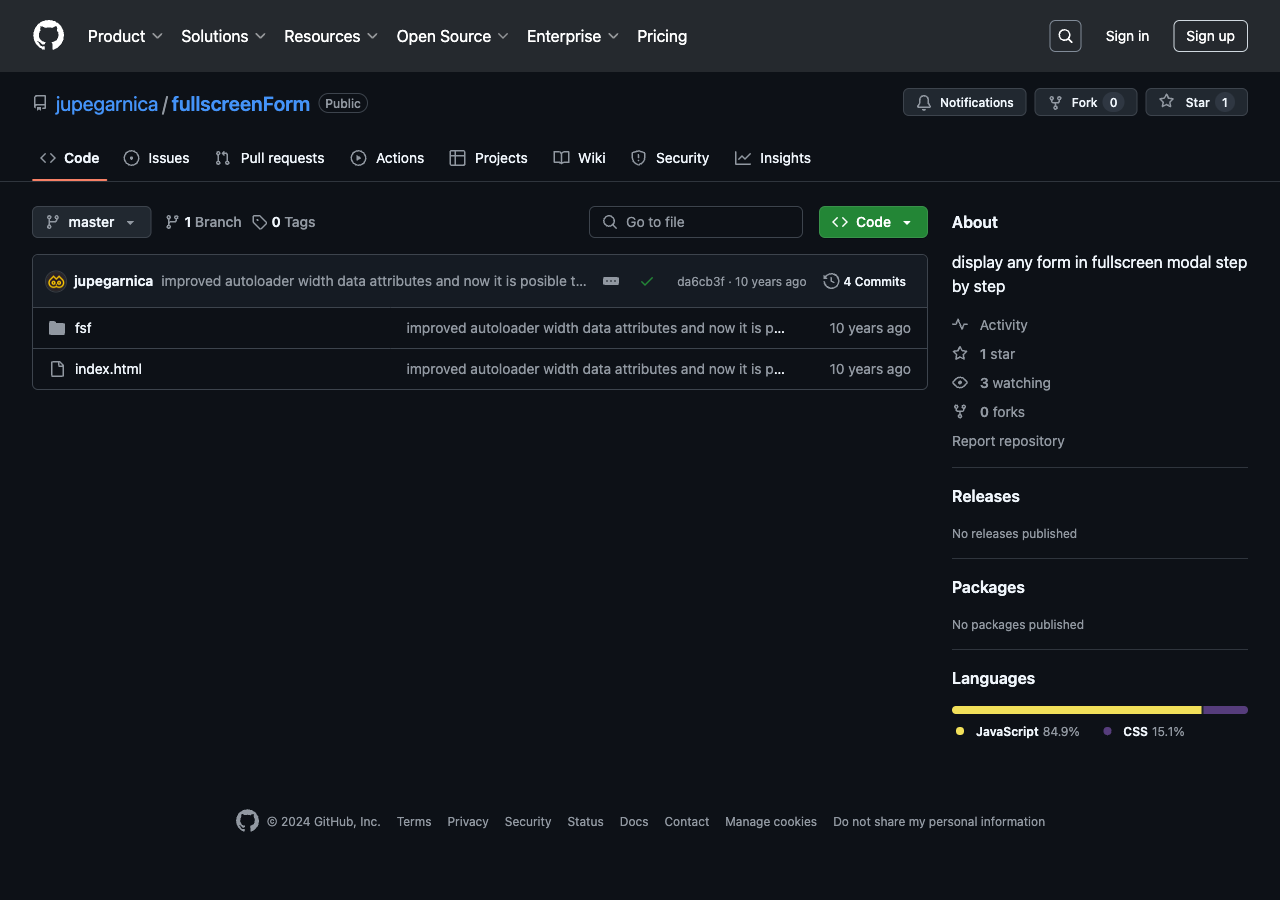 Product Solutions Resources Open Source Enterprise Pricing Sign in Sign up
jupegarnica / fullscreenForm Public Notifications Fork 0 Star 1
Code Issues Pull requests Actions Projects Wiki Security Insights
master 1 Branch 0 Tags Go to file Code
jupegarnica improved autoloader width data attributes and now it is posible t... da6cb3f · 10 years ago 4 Commits
fsf improved autoloader width data attributes and now it is p... 10 years ago
index.html improved autoloader width data attributes and now it is p... 10 years ago
About
display any form in fullscreen modal step
by step
Activity
1 star
3 watching
0 forks
Report repository
Releases
No releases published
Packages
No packages published
Languages
JavaScript 84.9% CSS 15.1%
© 2024 GitHub, Inc. Terms Privacy Security Status Docs Contact Manage cookies Do not share my personal information